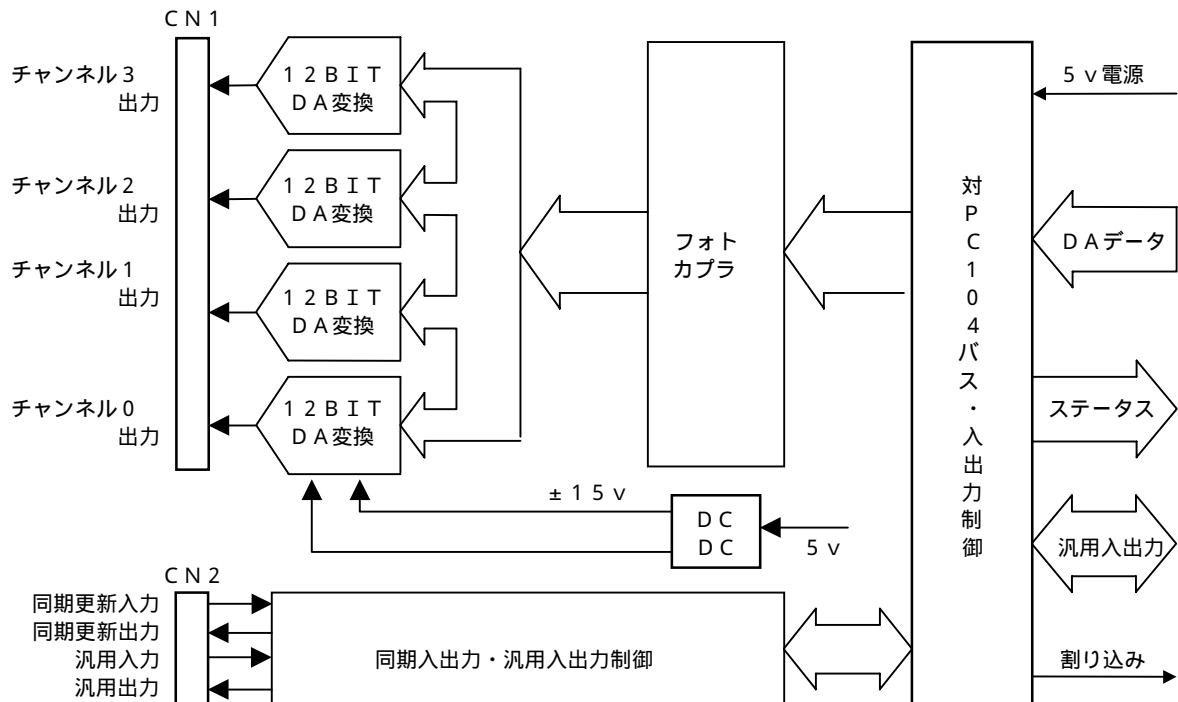 ＣＮ１
チャンネル３
出力
１２ＢＩＴ
ＤＡ変換
チャンネル２
出力
１２ＢＩＴ
ＤＡ変換
チャンネル１
出力
１２ＢＩＴ
ＤＡ変換
チャンネル０
出力
１２ＢＩＴ
ＤＡ変換
フォト
カプラ
対ＰＣ１０４バス・入出力制御
５ｖ電源
ＤＡデータ
ステータス
汎用入出力
割り込み
±１５ｖ
ＤＣ
ＤＣ
５ｖ
ＣＮ２
同期更新入力
同期更新出力
汎用入力
汎用出力
同期入出力・汎用入出力制御